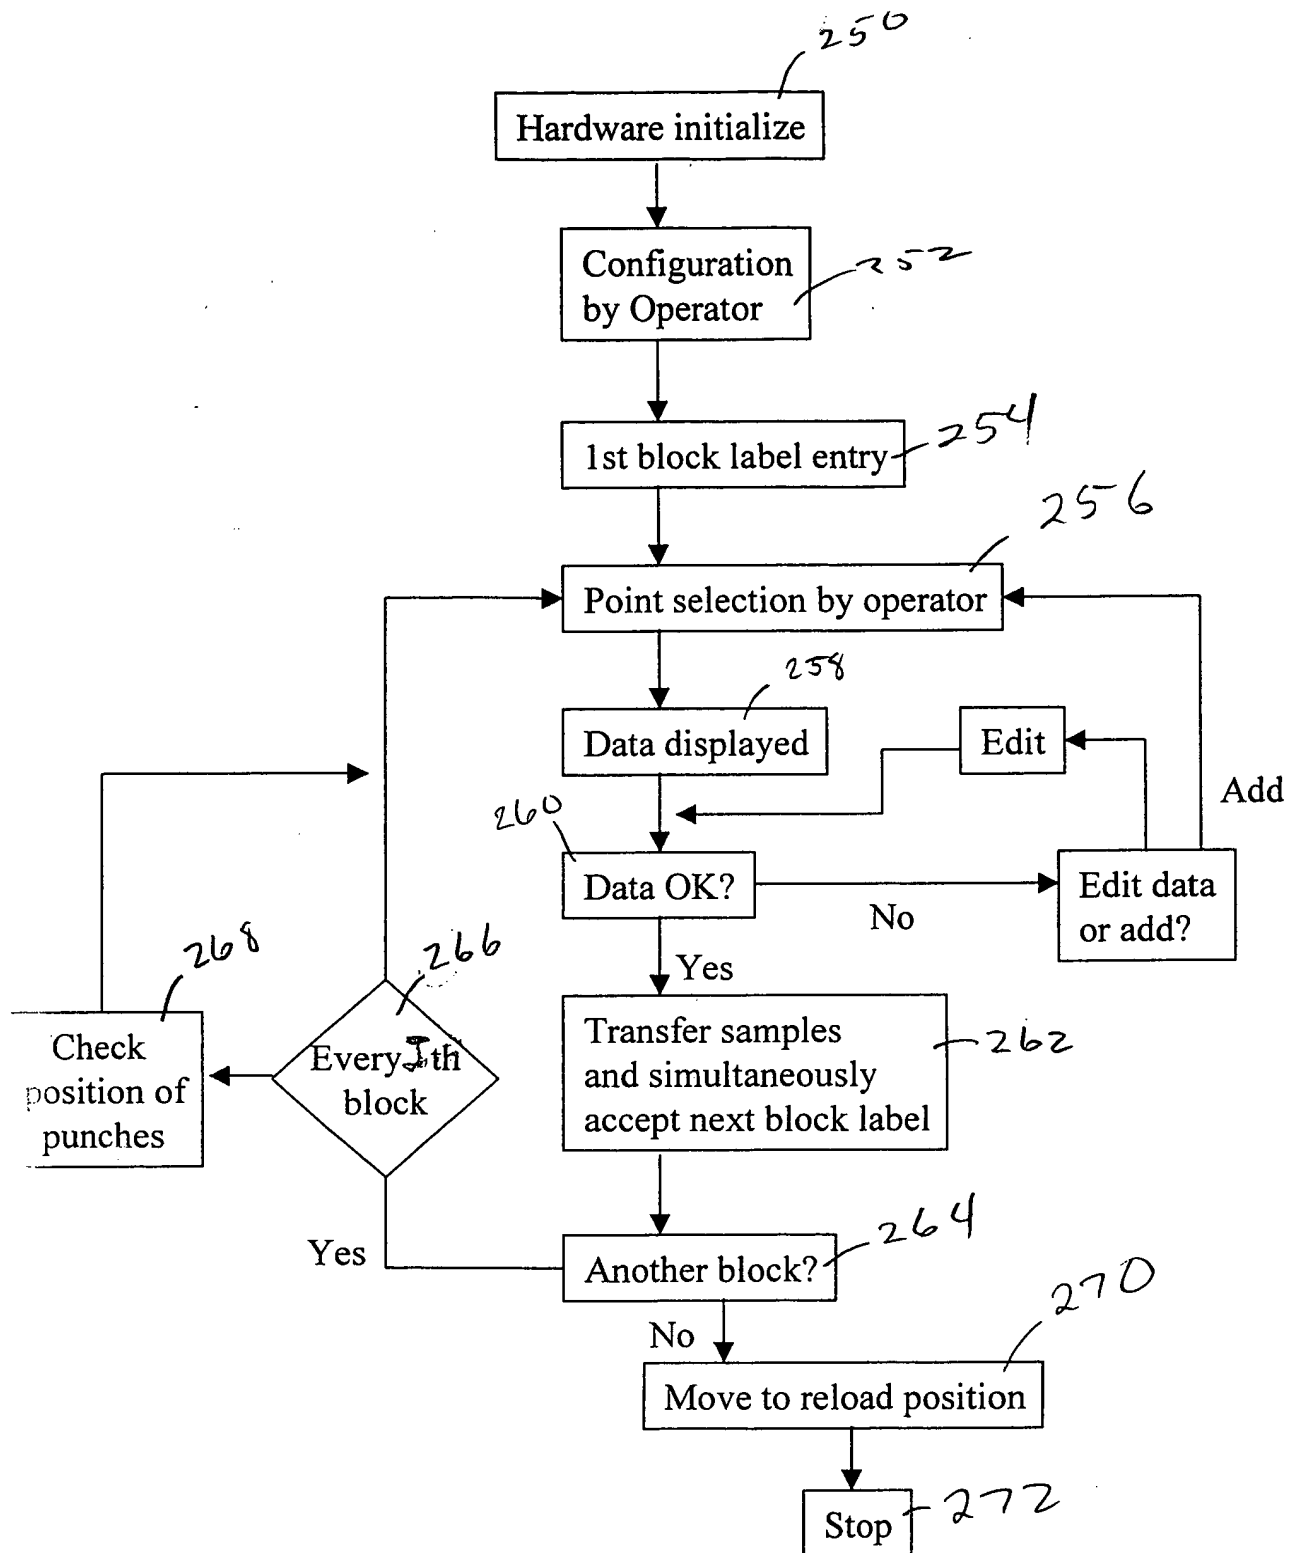 250
Hardware initialize
Configuration
by Operator
252
1st block label entry
254
256
Point selection by operator
258
Data displayed
Edit
Add
260
Data OK?
No
Edit data
or add?
Yes
268
266
Check
position of
punches
Every Ith
block
Transfer samples
and simultaneously
accept next block label
262
264
Yes
Another block?
270
No
Move to reload position
Stop
272